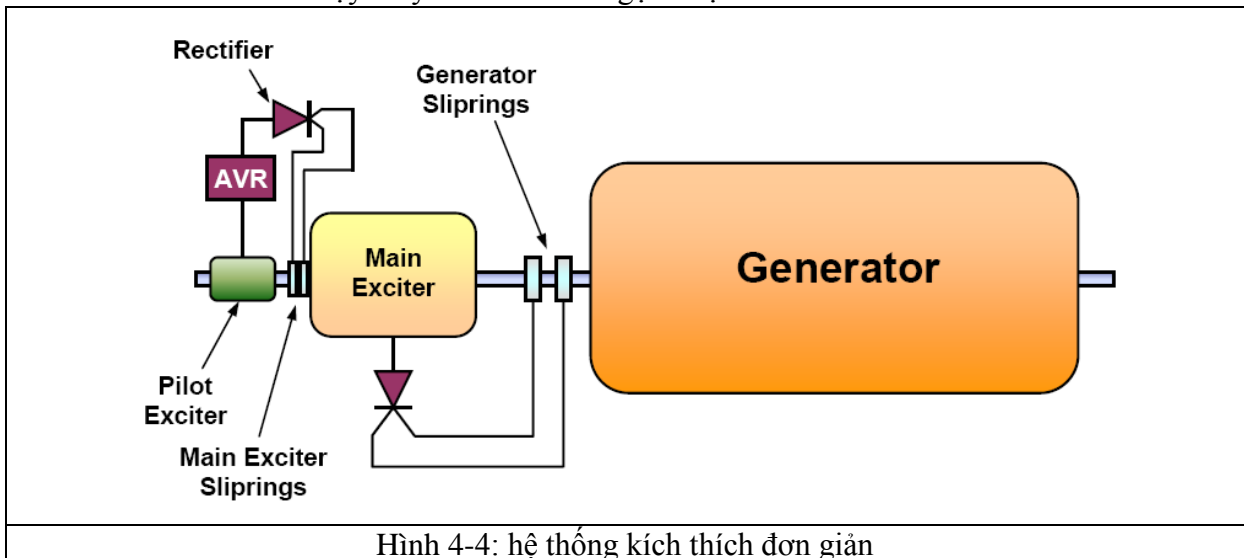 Rectifier
Generator
Sliprings
AVR
Main
Exciter
Generator
Pilot
Exciter
Main Exciter
Sliprings
Hình 4-4: hệ thống kích thích đơn giản